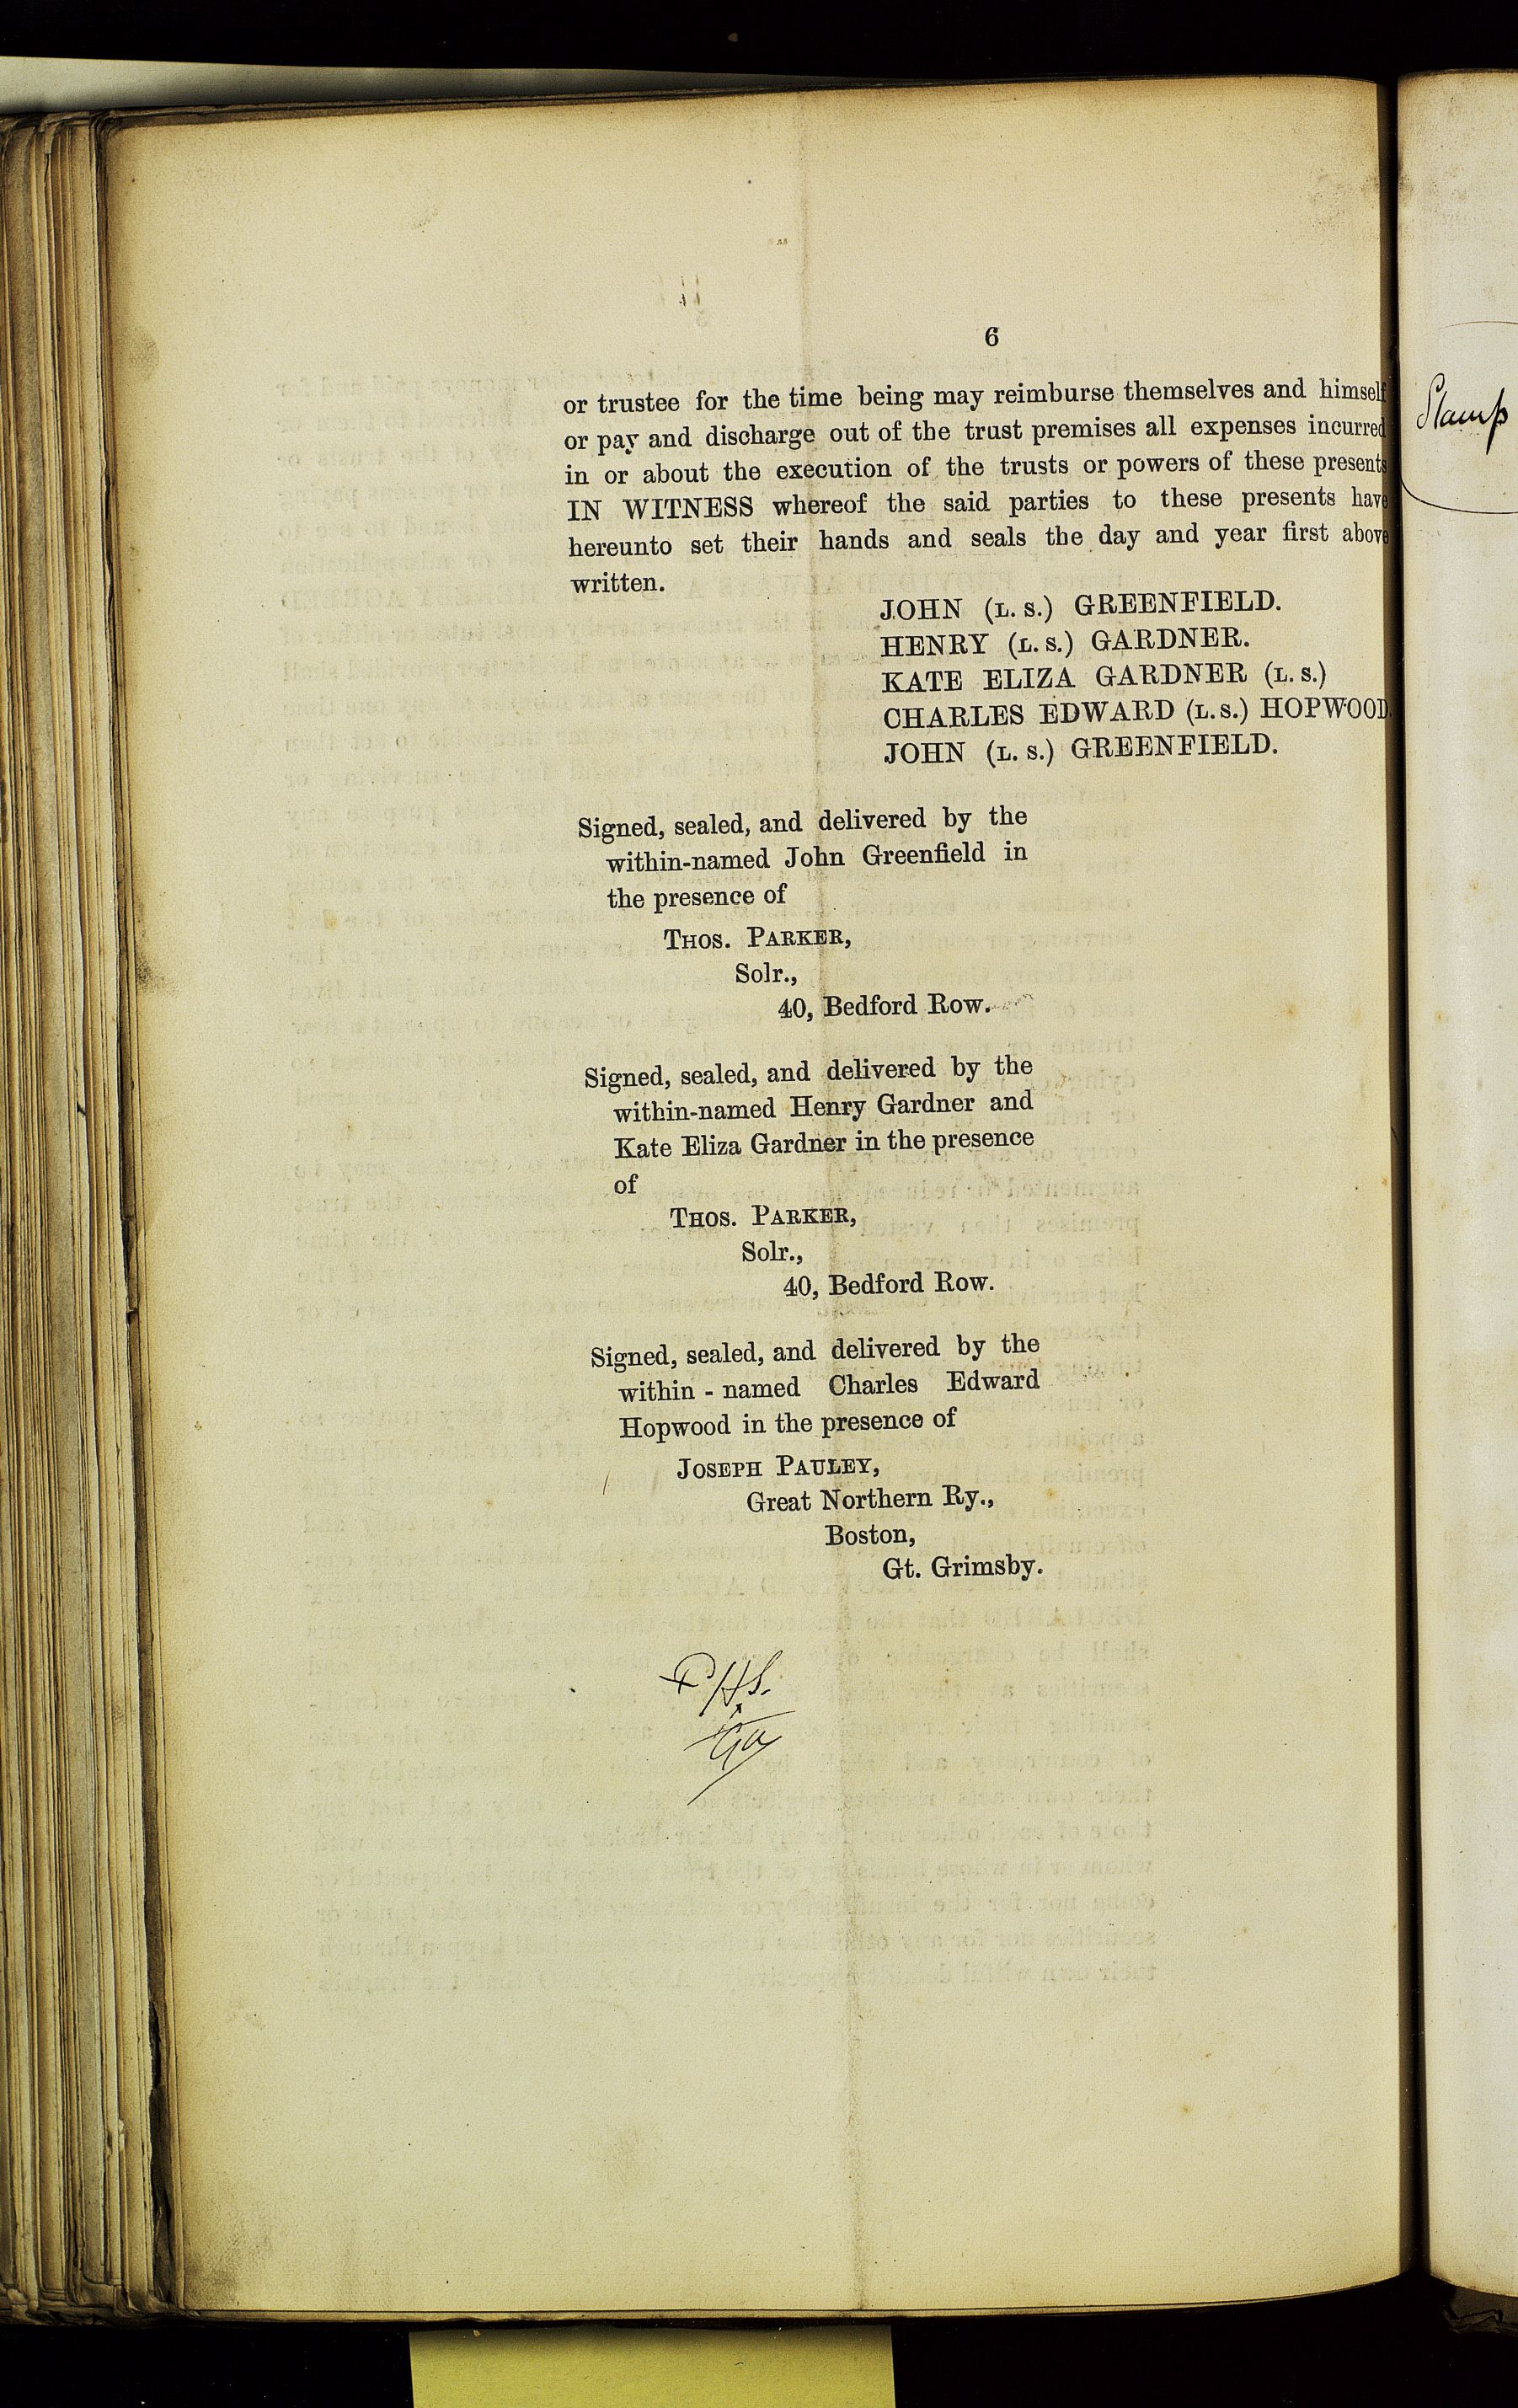 6
or trustee for the time being may reimburse themselves and himself
or pay and discharge out of the trust premises all expenses incurred
in or about the execution of the trusts or powers of these presents
IN WITNESS whereof the said parties to these presents have
hereunto set their hands and seals the day and year first above
written.
JOHN (L. S.) GREENFIELD.
HENRY (L. S.) GARDNER.
KATE ELIZA GARDNER (L. S.)
CHARLES EDWARD (L. S.) HOPWOOD.
JOHN (L. S.) GREENFIELD.
Signed, sealed, and delivered by the
within-named John Greenfield in
the presence of
THOS. PARKER,
Solr.,
40, Bedford Row.
Signed, sealed, and delivered by the
within-named Henry Gardner and
Kate Eliza Gardner in the presence
of
THOS. PARKER,
Solr.,
40, Bedford Row.
Signed, sealed, and delivered by the
within-named Charles Edward
Hopwood in the presence of
JOSEPH PAULEY,
Great Northern Ry.,
Boston,
Gt. Grimsby.
Stamp